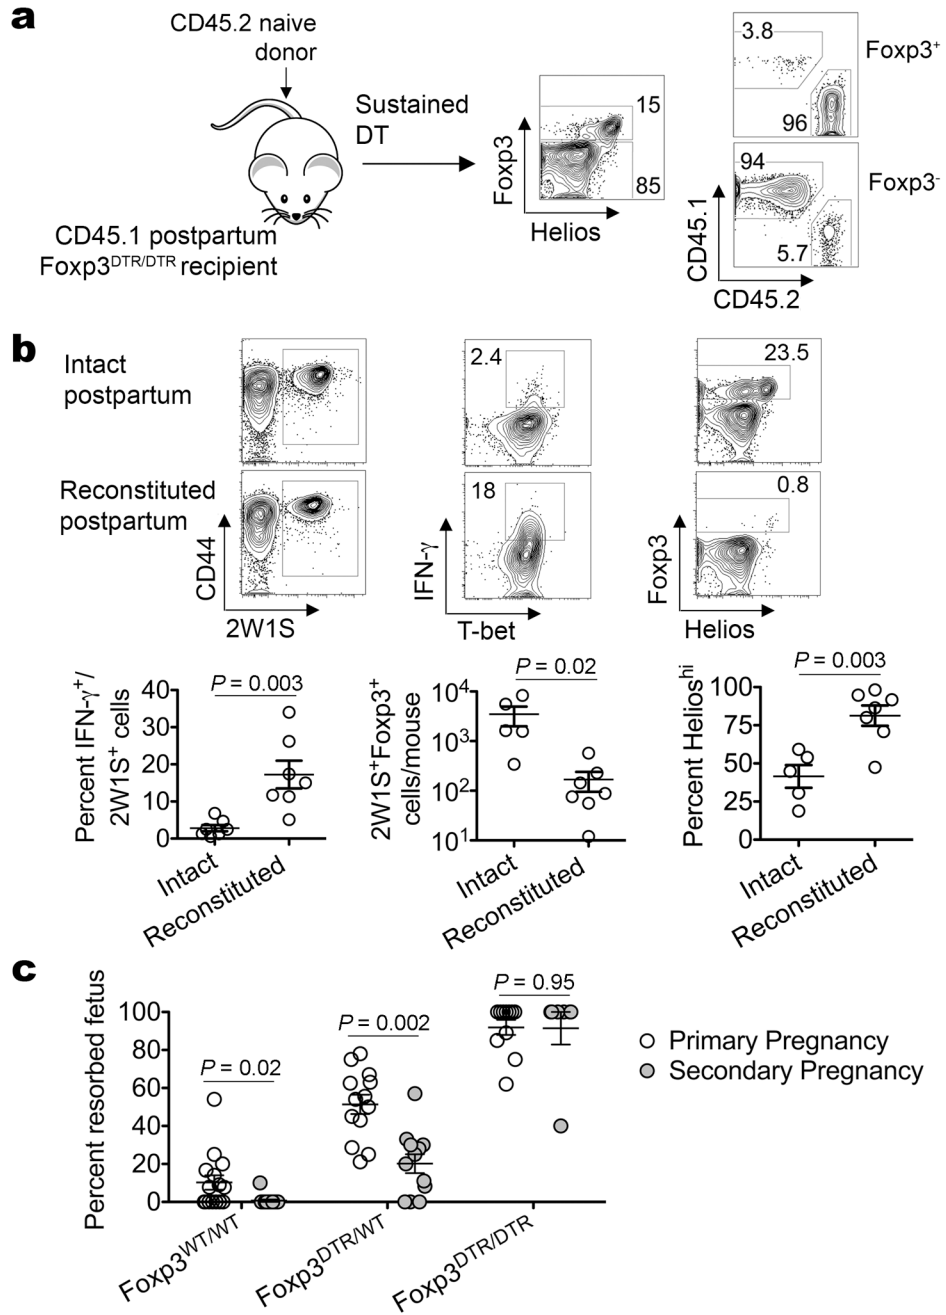 a
CD45.2 naive
donor
Sustained
DT
CD45.1 postpartum
Foxp3DTR/DTR recipient
Foxp3
15
85
Helios
3.8
Foxp3+
96
94
Foxp3-
5.7
CD45.1
CD45.2
b
Intact
postpartum
Reconstituted
postpartum
CD44
2W1S
2.4
18
IFN-γ
T-bet
23.5
0.8
Foxp3
Helios
Percent IFN-γ+/
2W1S+ cells
40
30
20
10
0
P = 0.003
Intact
Reconstituted
2W1S+Foxp3+
cells/mouse
104
103
102
101
P = 0.02
Intact
Recon­stituted
Percent Helioshi
100
75
50
25
0
P = 0.003
Intact
Reconstituted
c
Percent resorbed fetus
100
80
60
40
20
0
P = 0.02
P = 0.002
P = 0.95
Foxp3WT/WT
Foxp3DTR/WT
Foxp3DTR/DTR
Primary Pregnancy
Secondary Pregnancy